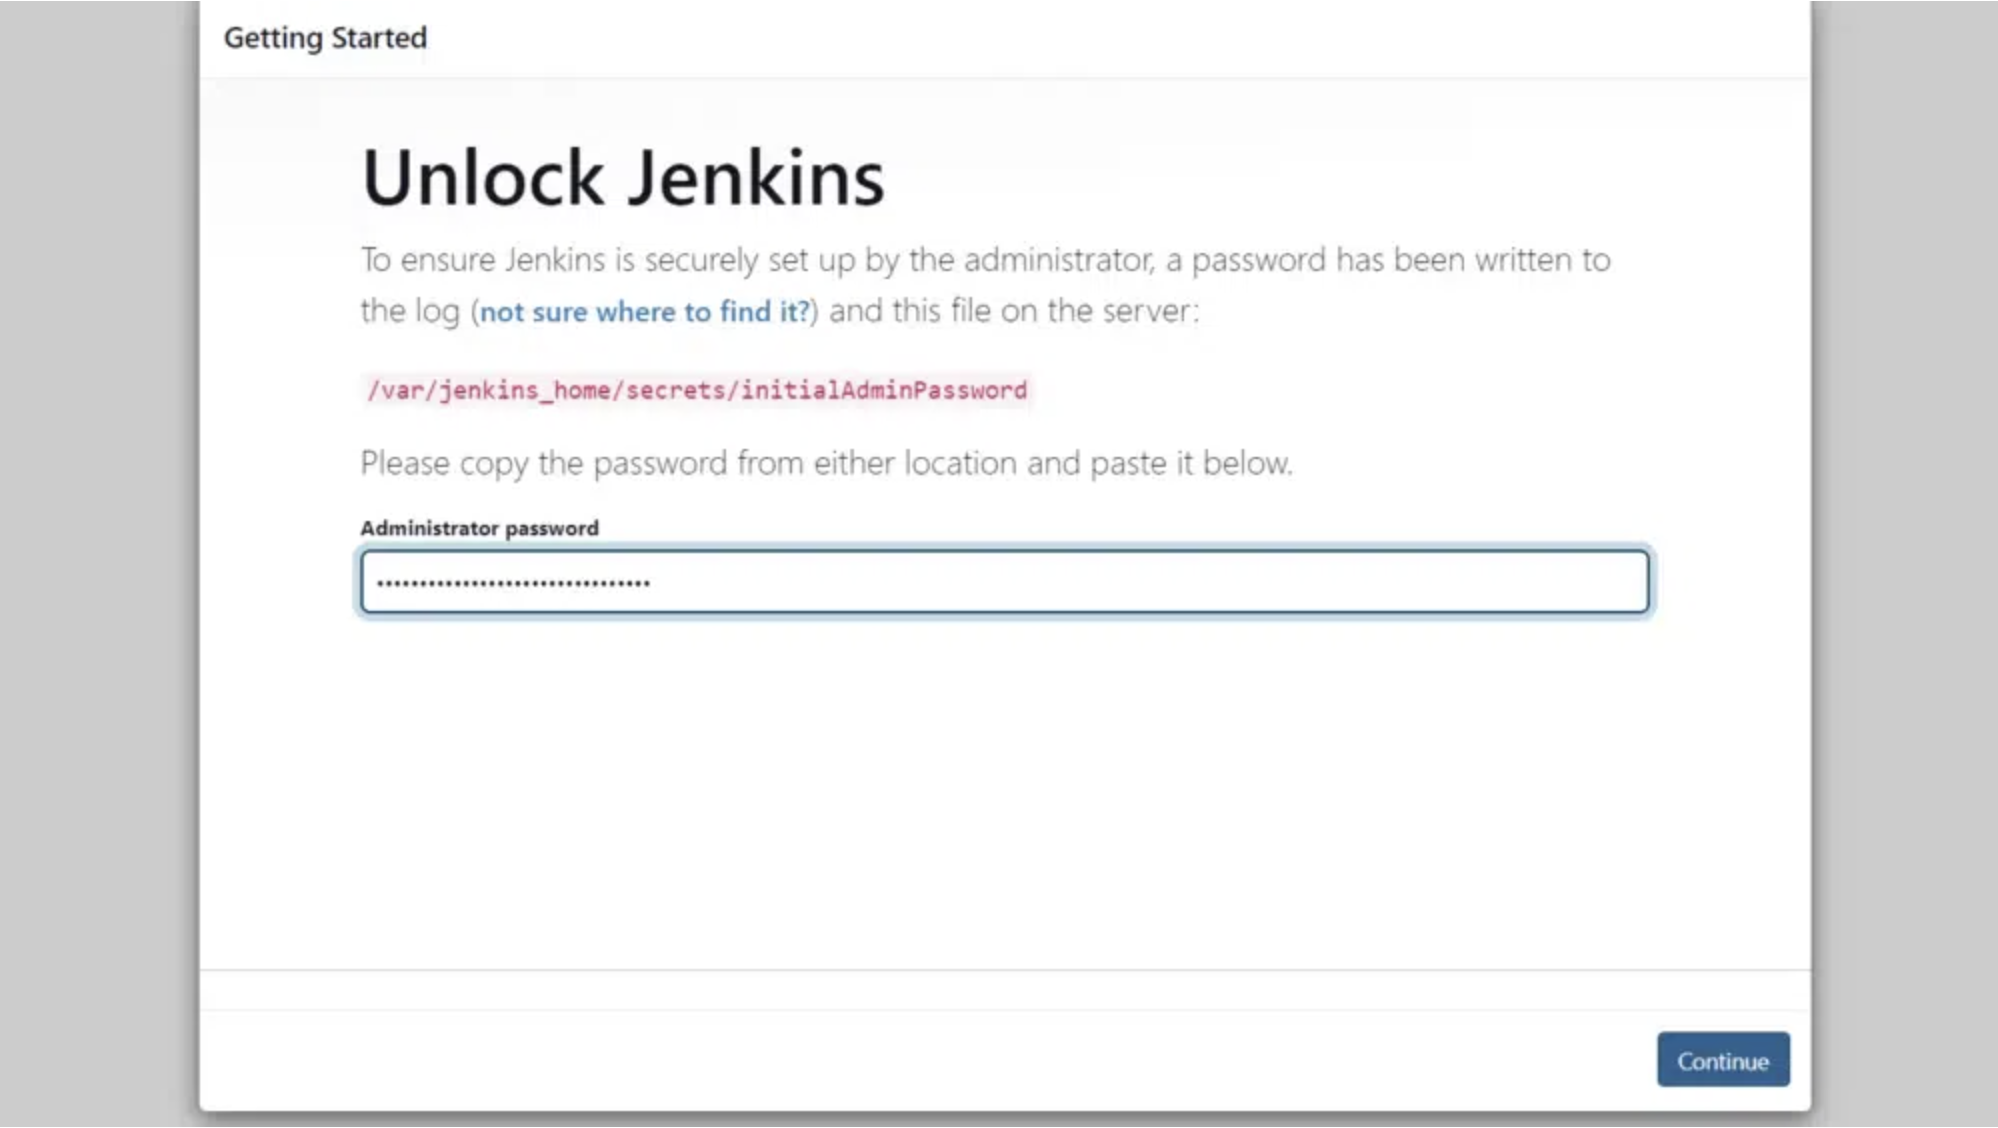 Getting Started
Unlock Jenkins
To ensure Jenkins is securely set up by the administrator, a password has been written to
the log (not sure where to find it?) and this file on the server:
/var/jenkins_home/secrets/initialAdminPassword
Please copy the password from either location and paste it below.
Administrator password
••••••••••••••••••••••••••••••••
Continue